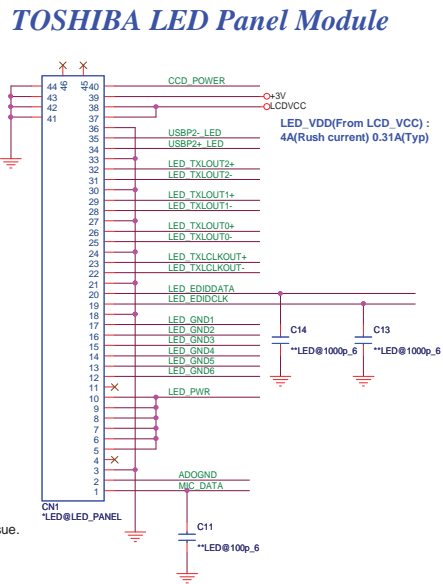 TOSHIBA LED Panel Module
46
45
44
43
42
41
40 CCD_POWER
39 +3V
38 LCDVCC
37
36
35 USBP2-_LED
34 USBP2+_LED
33
32 LED_TXLOUT2+
31 LED_TXLOUT2-
30
29 LED_TXLOUT1+
28 LED_TXLOUT1-
27
26 LED_TXLOUT0+
25 LED_TXLOUT0-
24
23 LED_TXLCLKOUT+
22 LED_TXLCLKOUT-
21
20 LED_EDIDDATA
19 LED_EDIDCLK
18
17 LED_GND1
16 LED_GND2
15 LED_GND3
14 LED_GND4
13 LED_GND5
12 LED_GND6
11
10 LED_PWR
9
8
7
6
5
4
3
2 ADOGND
1 MIC_DATA
LED_VDD(From LCD_VCC) :
4A(Rush current) 0.31A(Typ)
C14
**LED@1000p_6
C13
**LED@1000p_6
CN1
*LED@LED_PANEL
C11
**LED@100p_6
sue.